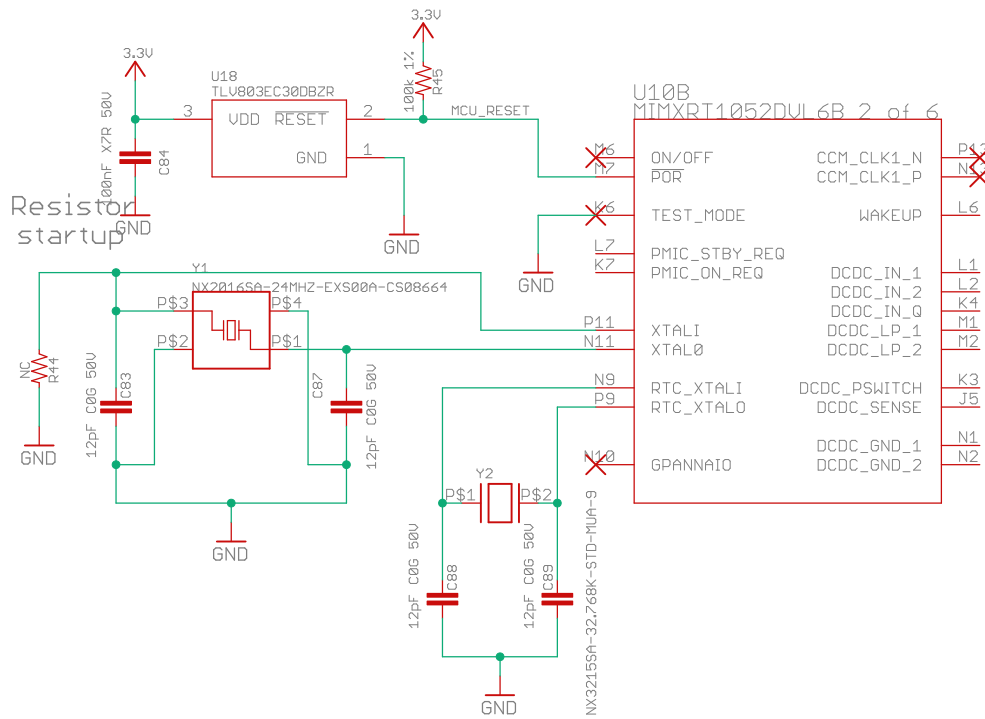 3.3V
3.3V
U18
TLV803EC30DBZR
3
VDD
RESET
2
GND
1
100nF X7R 50V
C84
GND
GND
100k 1%
R45
MCU_RESET
Resistor
startup
U10B
MIMXRT1052DVL6B 2 of 6
M6
ON/OFF
M7
POR
K6
TEST_MODE
L7
PMIC_STBY_REQ
K7
PMIC_ON_REQ
P11
XTALI
N11
XTALO
N9
RTC_XTALI
P9
RTC_XTALO
N10
GPANNAIO
CCM_CLK1_N
P13
CCM_CLK1_P
WAKEUP
L6
DCDC_IN_1
L1
DCDC_IN_2
L2
DCDC_IN_Q
K4
DCDC_LP_1
M1
DCDC_LP_2
M2
DCDC_PSWITCH
K3
DCDC_SENSE
J5
DCDC_GND_1
N1
DCDC_GND_2
N2
GND
Y1
NX2016SA-24MHZ-EXS00A-CS08664
P$3
P$4
P$2
P$1
NC
R44
GND
12pF C0G 50V
C83
C87
12pF C0G 50V
GND
Y2
P$1
P$2
12pF C0G 50V
C88
12pF C0G 50V
C89
NX3215SA-32.768K-STD-MUA-9
GND